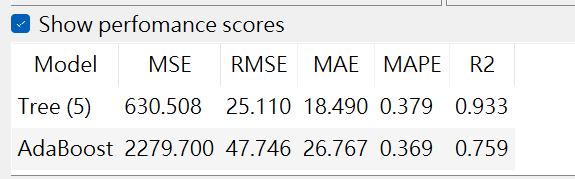 Show perfomance scores
Model MSE RMSE MAE MAPE R2
Tree (5) 630.508 25.110 18.490 0.379 0.933
AdaBoost 2279.700 47.746 26.767 0.369 0.759